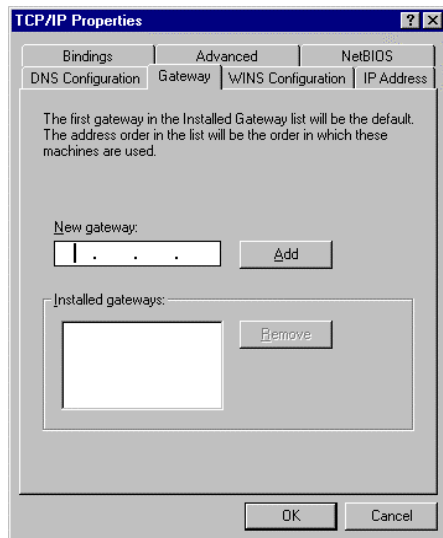 TCP/IP Properties ? ×
Bindings Advanced NetBIOS
DNS Configuration Gateway WINS Configuration IP Address
The first gateway in the Installed Gateway list will be the default.
The address order in the list will be the order in which these
machines are used.
New gateway:
. . .
Add
Installed gateways:
Remove
OK Cancel